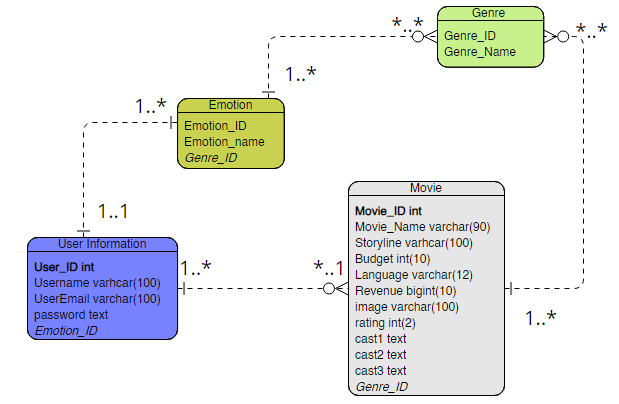 Genre
Genre_ID
Genre_Name
*..*
*..*
1..*
1..*
Emotion
Emotion_ID
Emotion_name
Genre_ID
1..1
User Information
User_ID int
Username varhcar(100)
UserEmail varchar(100)
password text
Emotion_ID
1..*
*..1
Movie
Movie_ID int
Movie_Name varchar(90)
Storyline varhcar(100)
Budget int(10)
Language varchar(12)
Revenue bigint(10)
image varchar(100)
rating int(2)
cast1 text
cast2 text
cast3 text
Genre_ID
1..*